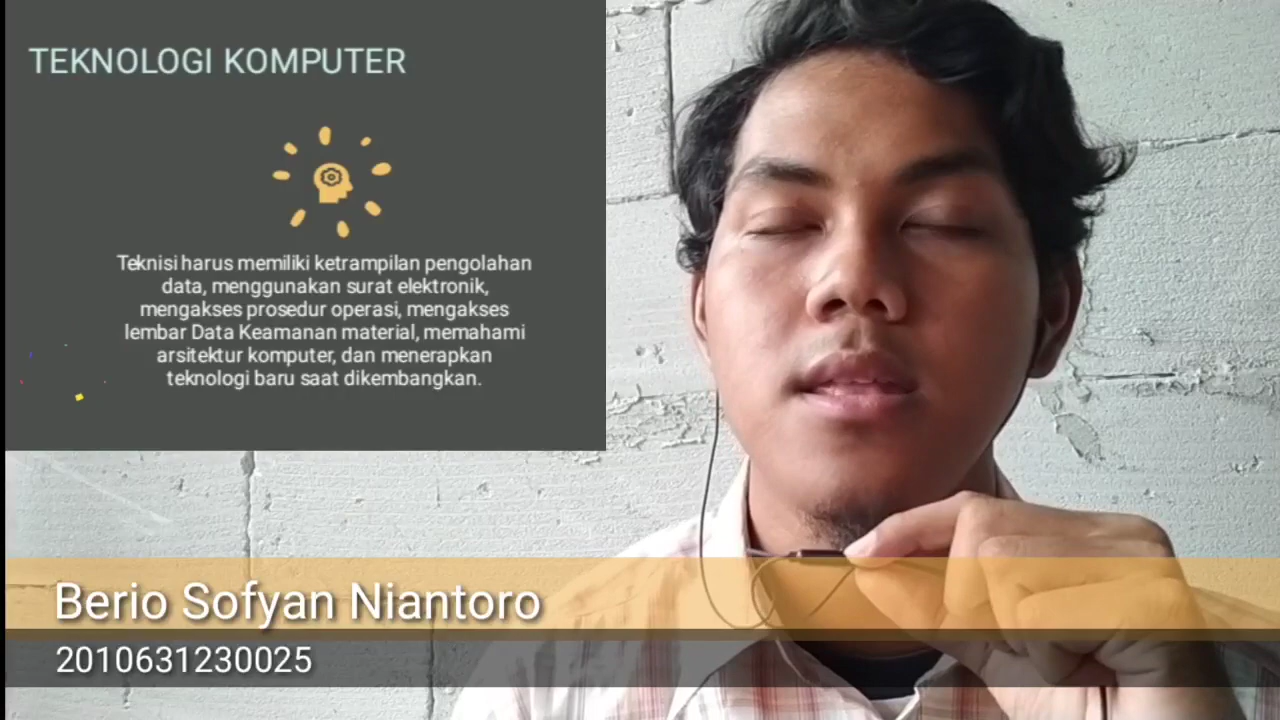 TEKNOLOGI KOMPUTER
Teknisi harus memiliki ketrampilan pengolahan
data, menggunakan surat elektronik,
mengakses prosedur operasi, mengakses
lembar Data Keamanan material, memahami
arsitektur komputer, dan menerapkan
teknologi baru saat dikembangkan.
Berio Sofyan Niantoro
2010631230025